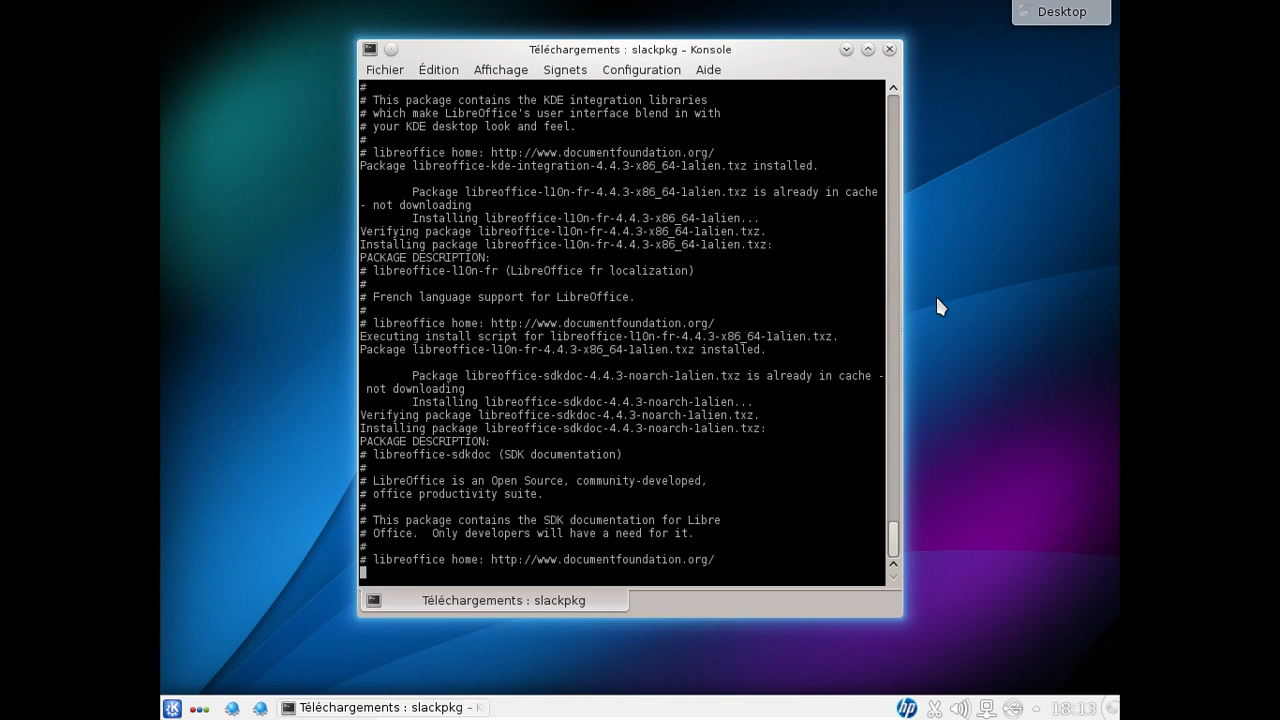 Desktop
Téléchargements : slackpkg – Konsole
Fichier Édition Affichage Signets Configuration Aide
#
# This package contains the KDE integration libraries
# which make LibreOffice's user interface blend in with
# your KDE desktop look and feel.
#
# libreoffice home: http://www.documentfoundation.org/
Package libreoffice-kde-integration-4.4.3-x86_64-1alien.txz installed.
Package libreoffice-l10n-fr-4.4.3-x86_64-1alien.txz is already in cache
- not downloading
Installing libreoffice-l10n-fr-4.4.3-x86_64-1alien...
Verifying package libreoffice-l10n-fr-4.4.3-x86_64-1alien.txz.
Installing package libreoffice-l10n-fr-4.4.3-x86_64-1alien.txz:
PACKAGE DESCRIPTION:
# libreoffice-l10n-fr (LibreOffice fr localization)
#
# French language support for LibreOffice.
#
# libreoffice home: http://www.documentfoundation.org/
Executing install script for libreoffice-l10n-fr-4.4.3-x86_64-1alien.txz.
Package libreoffice-l10n-fr-4.4.3-x86_64-1alien.txz installed.
Package libreoffice-sdkdoc-4.4.3-noarch-1alien.txz is already in cache -
not downloading
Installing libreoffice-sdkdoc-4.4.3-noarch-1alien...
Verifying package libreoffice-sdkdoc-4.4.3-noarch-1alien.txz.
Installing package libreoffice-sdkdoc-4.4.3-noarch-1alien.txz:
PACKAGE DESCRIPTION:
# libreoffice-sdkdoc (SDK documentation)
#
# LibreOffice is an Open Source, community-developed,
# office productivity suite.
#
# This package contains the SDK documentation for Libre
# Office.  Only developers will have a need for it.
#
# libreoffice home: http://www.documentfoundation.org/
Téléchargements : slackpkg
Téléchargements : slackpkg – K
hp
18:13